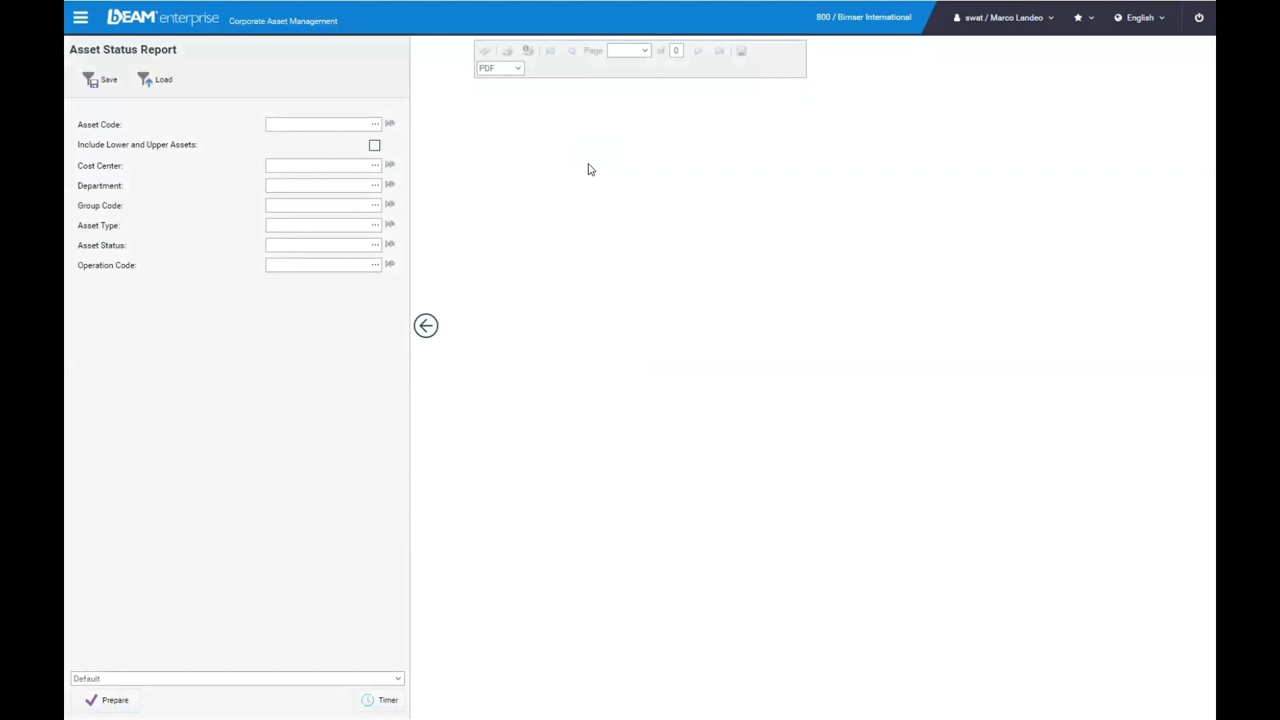 bEAM enterprise Corporate Asset Management 800 / Bimser International swat / Marco Landeo English
Asset Status Report
Save Load
Page of 0
PDF
Asset Code:
Include Lower and Upper Assets:
Cost Center:
Department:
Group Code:
Asset Type:
Asset Status:
Operation Code:
Default
Prepare Timer